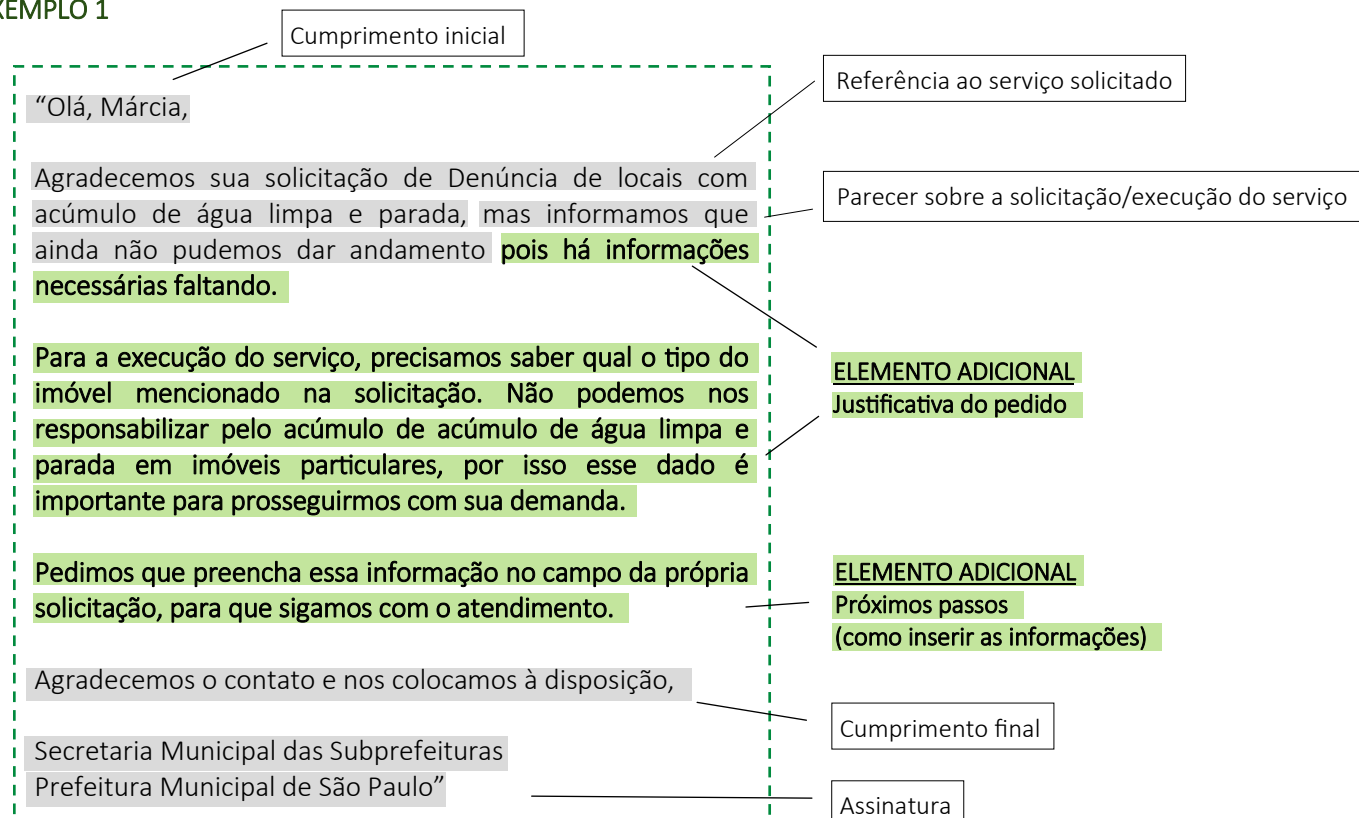 XEMPLO 1
Cumprimento inicial
“Olá, Márcia,
Referência ao serviço solicitado
Agradecemos sua solicitação de Denúncia de locais com
acúmulo de água limpa e parada, mas informamos que
ainda não pudemos dar andamento pois há informações
necessárias faltando.
Parecer sobre a solicitação/execução do serviço
Para a execução do serviço, precisamos saber qual o tipo do
imóvel mencionado na solicitação. Não podemos nos
responsabilizar pelo acúmulo de acúmulo de água limpa e
parada em imóveis particulares, por isso esse dado é
importante para prosseguirmos com sua demanda.
ELEMENTO ADICIONAL
Justificativa do pedido
Pedimos que preencha essa informação no campo da própria
solicitação, para que sigamos com o atendimento.
ELEMENTO ADICIONAL
Próximos passos
(como inserir as informações)
Agradecemos o contato e nos colocamos à disposição,
Cumprimento final
Secretaria Municipal das Subprefeituras
Prefeitura Municipal de São Paulo”
Assinatura